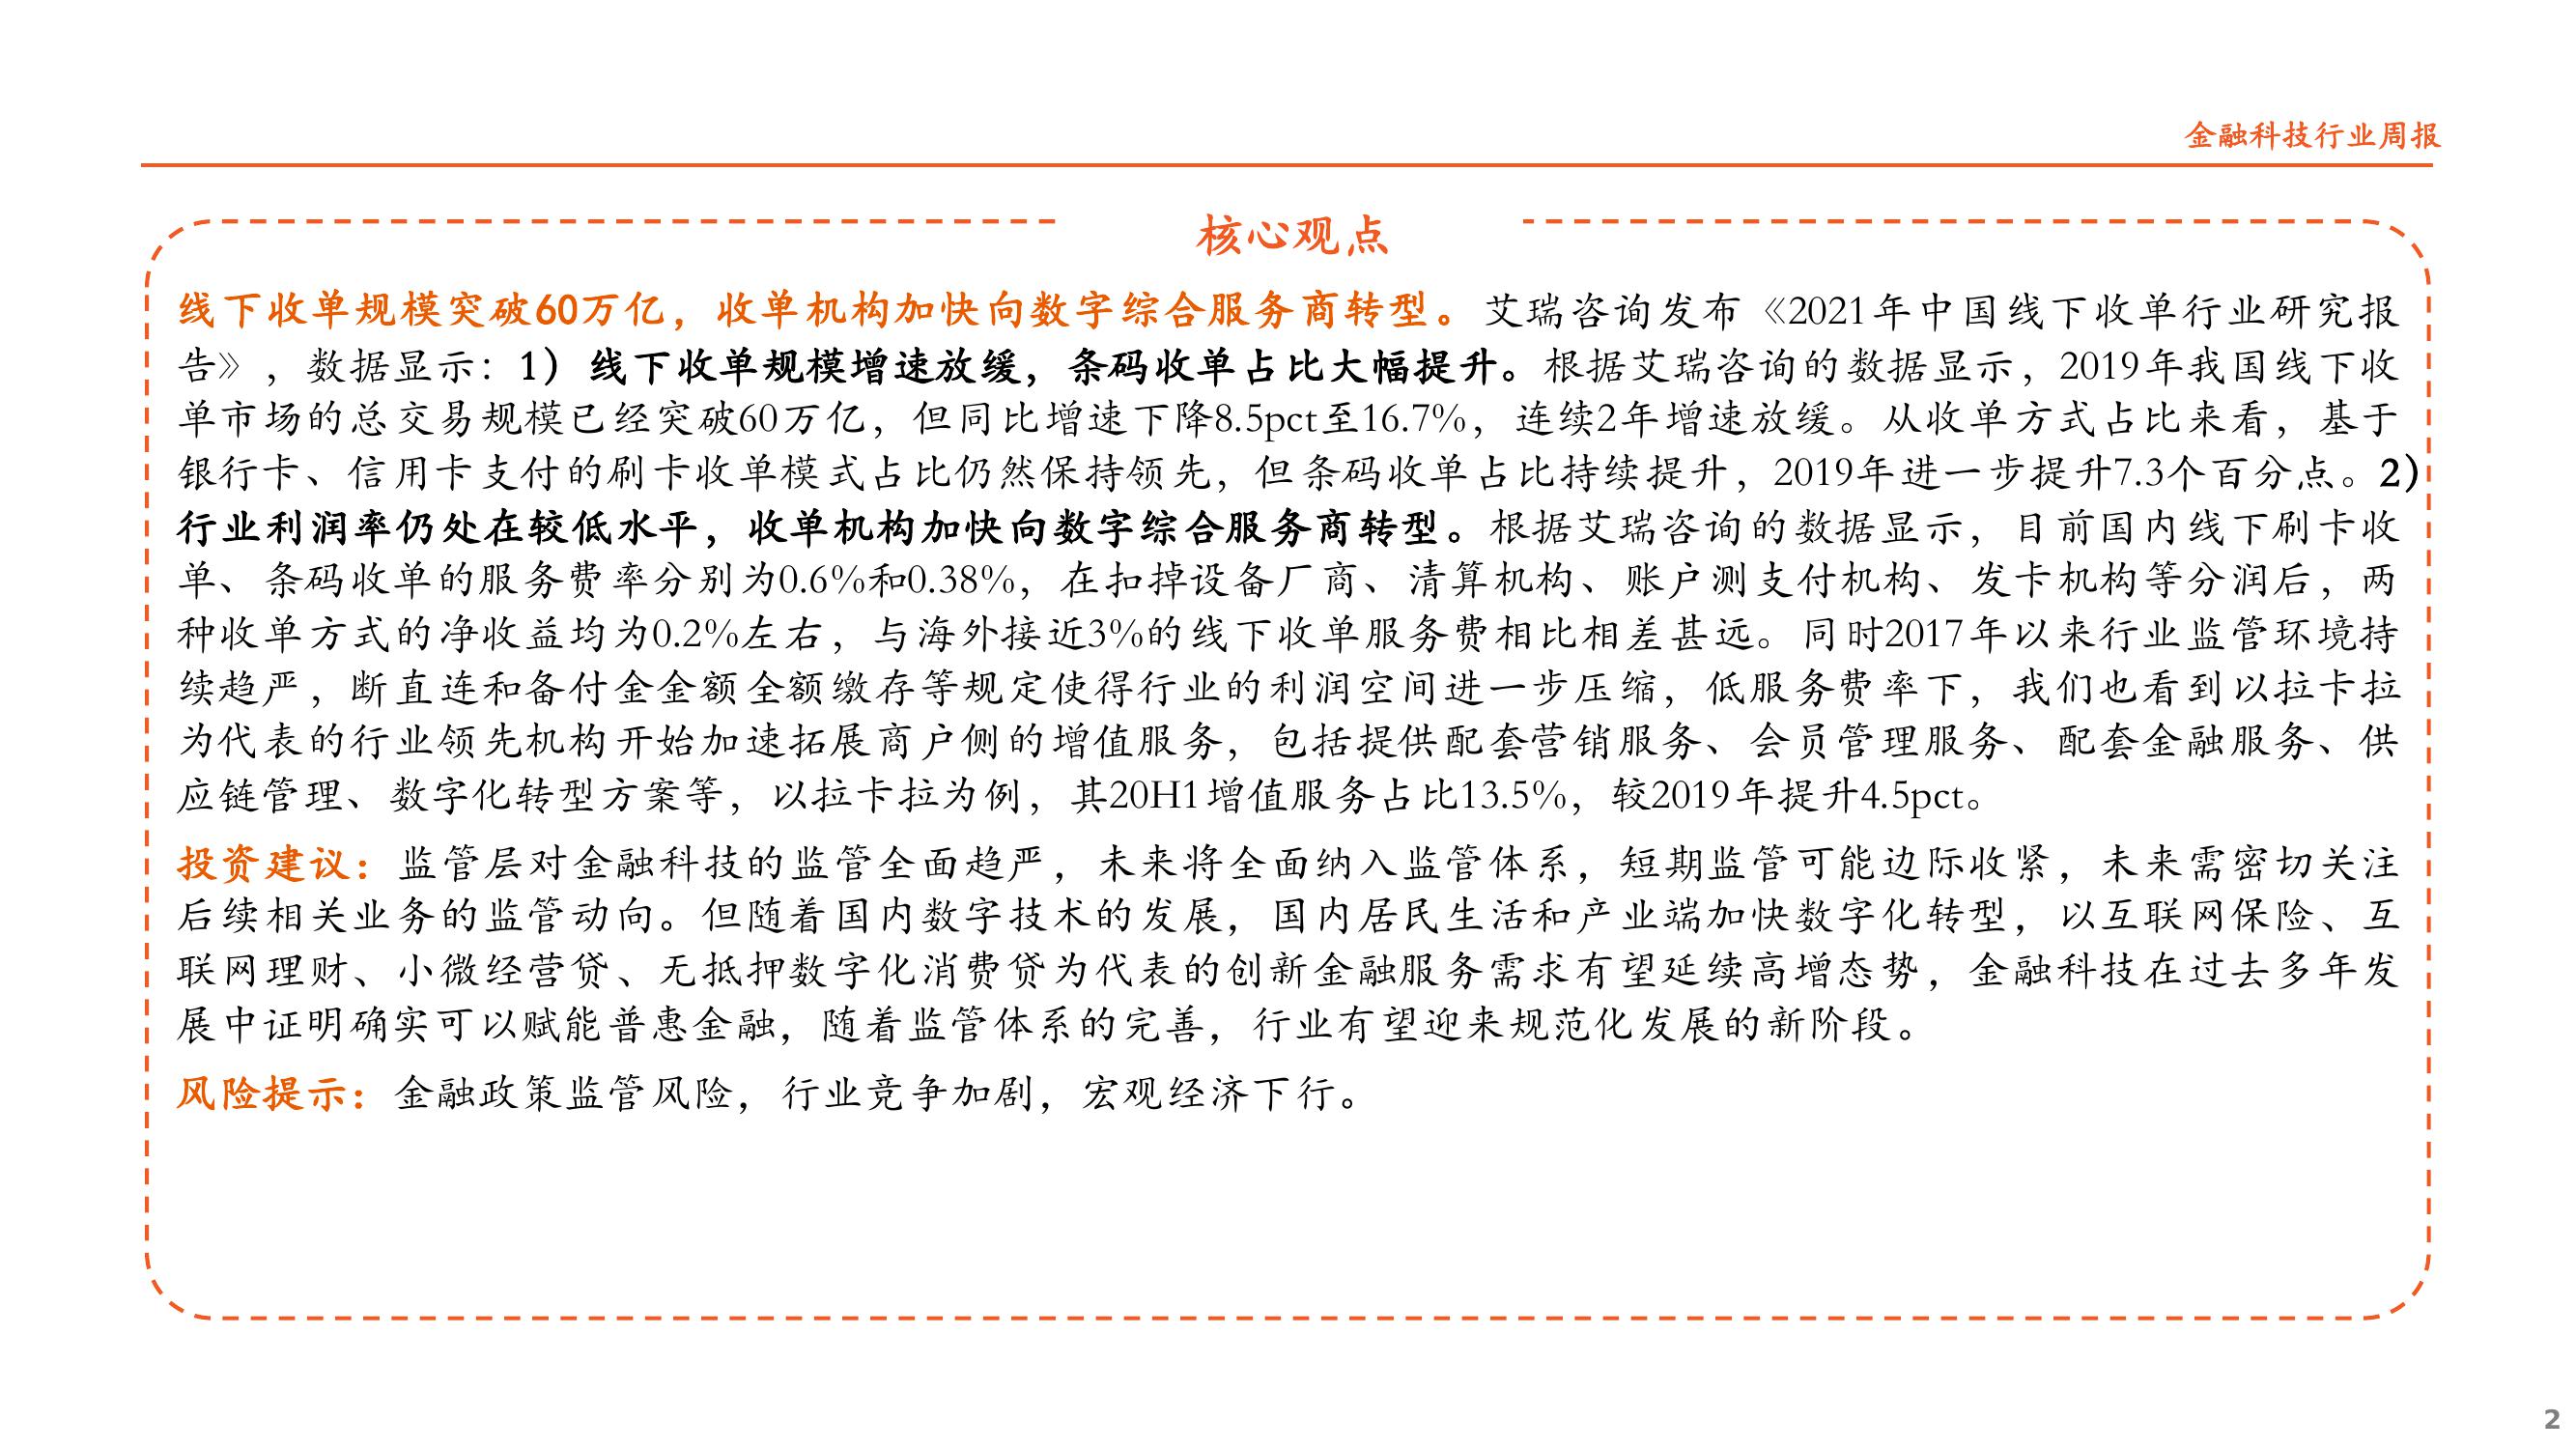 金融科技行业周报
核心观点
线下收单规模突破60万亿，收单机构加快向数字综合服务商转型。艾瑞咨询发布《2021年中国线下收单行业研究报
告》，数据显示：1）线下收单规模增速放缓，条码收单占比大幅提升。根据艾瑞咨询的数据显示，2019年我国线下收
单市场的总交易规模已经突破60万亿，但同比增速下降8.5pct至16.7%，连续2年增速放缓。从收单方式占比来看，基于
银行卡、信用卡支付的刷卡收单模式占比仍然保持领先，但条码收单占比持续提升，2019年进一步提升7.3个百分点。2）
行业利润率仍处在较低水平，收单机构加快向数字综合服务商转型。根据艾瑞咨询的数据显示，目前国内线下刷卡收
单、条码收单的服务费率分别为0.6%和0.38%，在扣掉设备厂商、清算机构、账户测支付机构、发卡机构等分润后，两
种收单方式的净收益均为0.2%左右，与海外接近3%的线下收单服务费相比相差甚远。同时2017年以来行业监管环境持
续趋严，断直连和备付金金额全额缴存等规定使得行业的利润空间进一步压缩，低服务费率下，我们也看到以拉卡拉
为代表的行业领先机构开始加速拓展商户侧的增值服务，包括提供配套营销服务、会员管理服务、配套金融服务、供
应链管理、数字化转型方案等，以拉卡拉为例，其20H1增值服务占比13.5%，较2019年提升4.5pct。
投资建议：监管层对金融科技的监管全面趋严，未来将全面纳入监管体系，短期监管可能边际收紧，未来需密切关注
后续相关业务的监管动向。但随着国内数字技术的发展，国内居民生活和产业端加快数字化转型，以互联网保险、互
联网理财、小微经营贷、无抵押数字化消费贷为代表的创新金融服务需求有望延续高增态势，金融科技在过去多年发
展中证明确实可以赋能普惠金融，随着监管体系的完善，行业有望迎来规范化发展的新阶段。
风险提示：金融政策监管风险，行业竞争加剧，宏观经济下行。
2